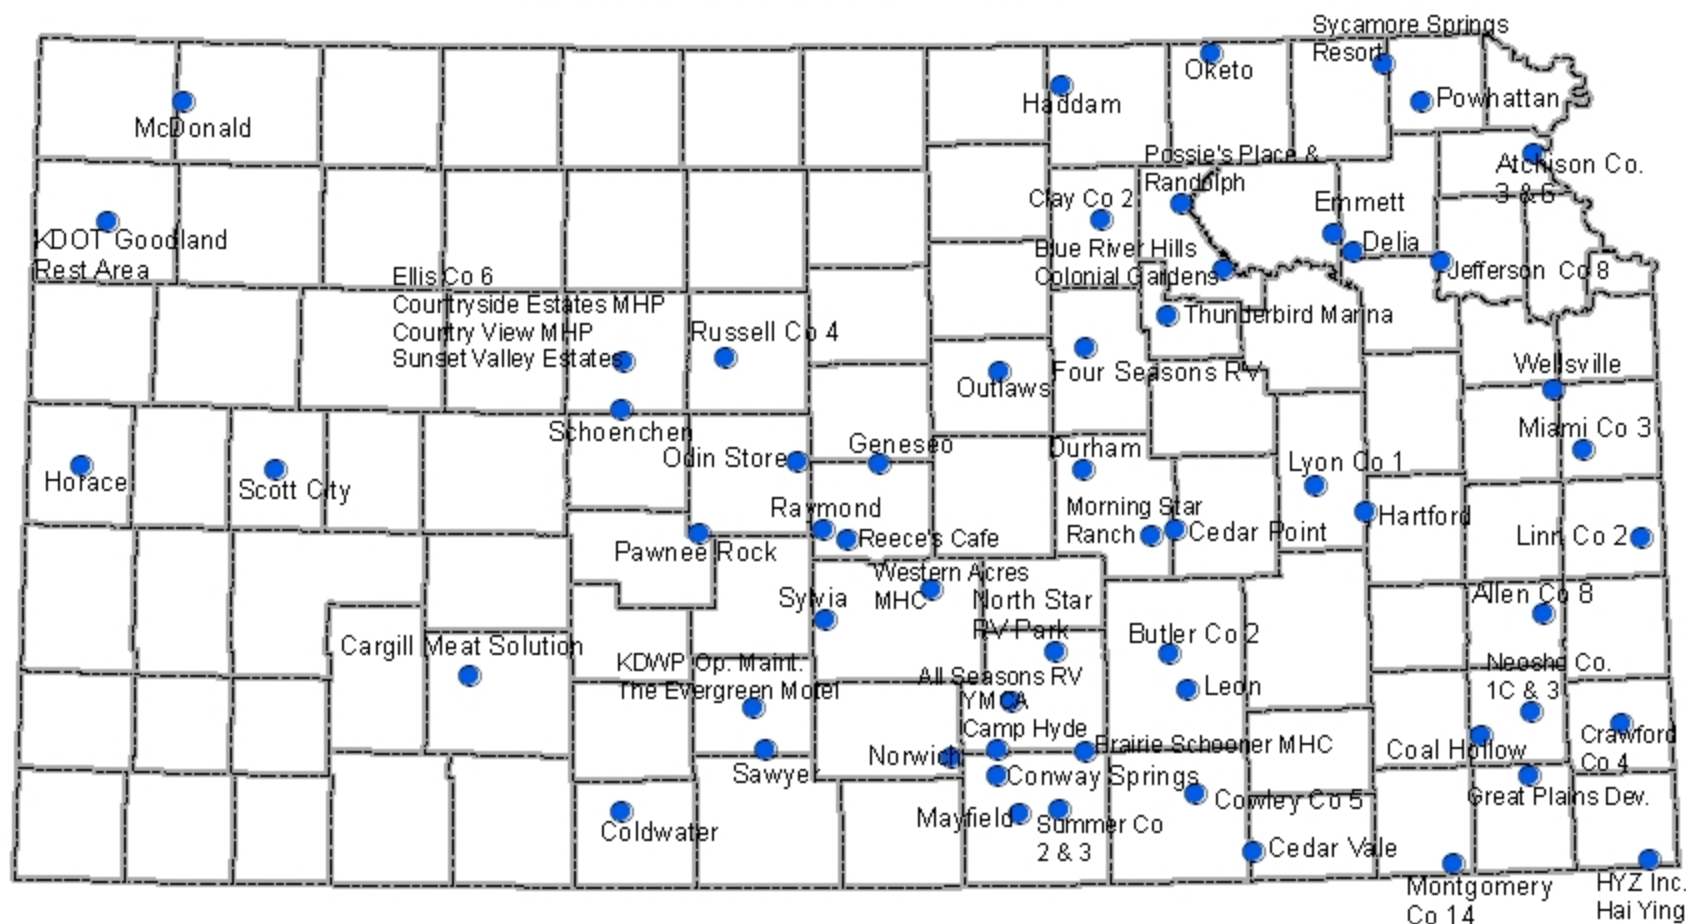 Sycamore Springs
Resort
Oketo
Haddam
Powhattan
McDonald
Possie's Place &
Randolph
Atchison Co.
3 & 6
Clay Co 2
Emmett
Delia
KDOT Goodland
Rest Area
Blue River Hills
Colonial Gardens
Jefferson Co 8
Ellis Co 6
Countryside Estates MHP
Country View MHP
Sunset Valley Estates
Russell Co 4
Thunderbird Marina
Outlaws
Four Seasons RV
Wellsville
Schoenchen
Miami Co 3
Odin Store
Geneseo
Durham
Lyon Co 1
Horace
Scott City
Raymond
Reece's Cafe
Morning Star
Ranch
Cedar Point
Hartford
Linn Co 2
Pawnee Rock
Western Acres
MHC
Sylvia
North Star
RV Park
Allen Co 8
Butler Co 2
Cargill Meat Solution
KDWP Op. Maint.
The Evergreen Motel
All Seasons RV
YMCA
Camp Hyde
Leon
Neosho Co.
1C & 3
Norwich
Prairie Schooner MHC
Coal Hollow
Crawford
Co 4
Sawyer
Conway Springs
Great Plains Dev.
Coldwater
Mayfield
Summer Co
2 & 3
Cowley Co 5
Cedar Vale
Montgomery
Co 14
HYZ Inc.
Hai Ying